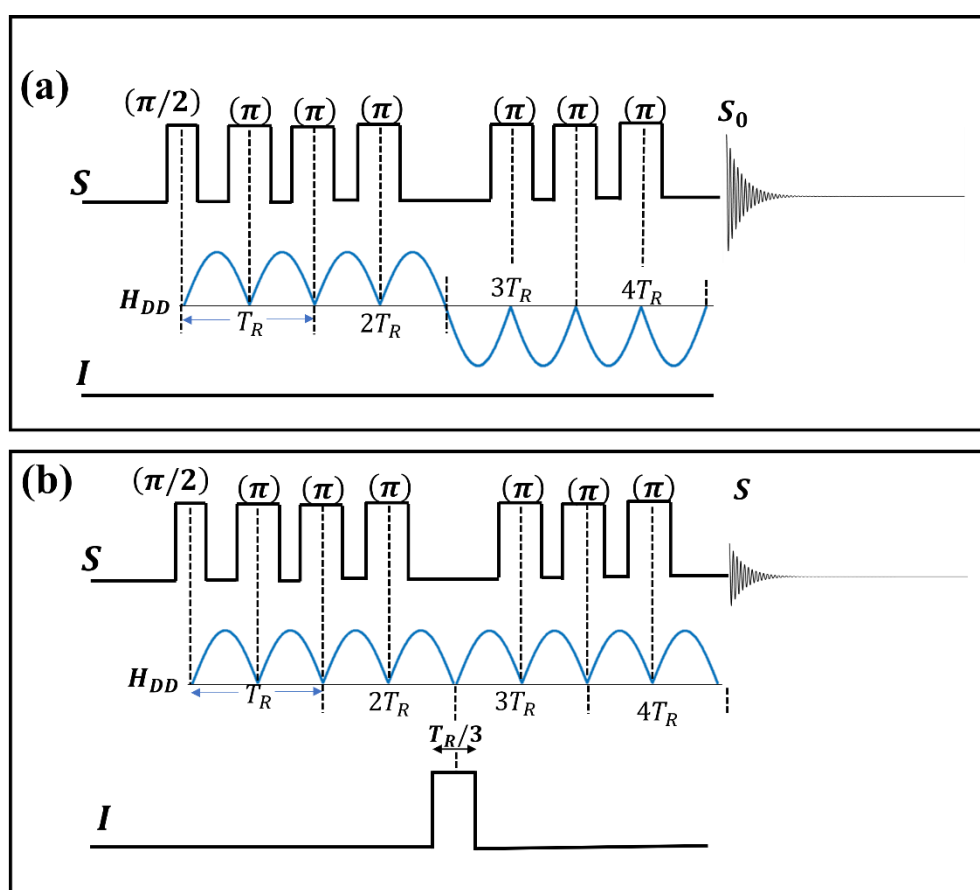 (a)
(π/2) (π) (π) (π) (π) (π) (π) S₀
S
H_DD T_R 2T_R 3T_R 4T_R
I
(b)
(π/2) (π) (π) (π) (π) (π) (π) S
S
H_DD T_R 2T_R 3T_R 4T_R
T_R/3
I